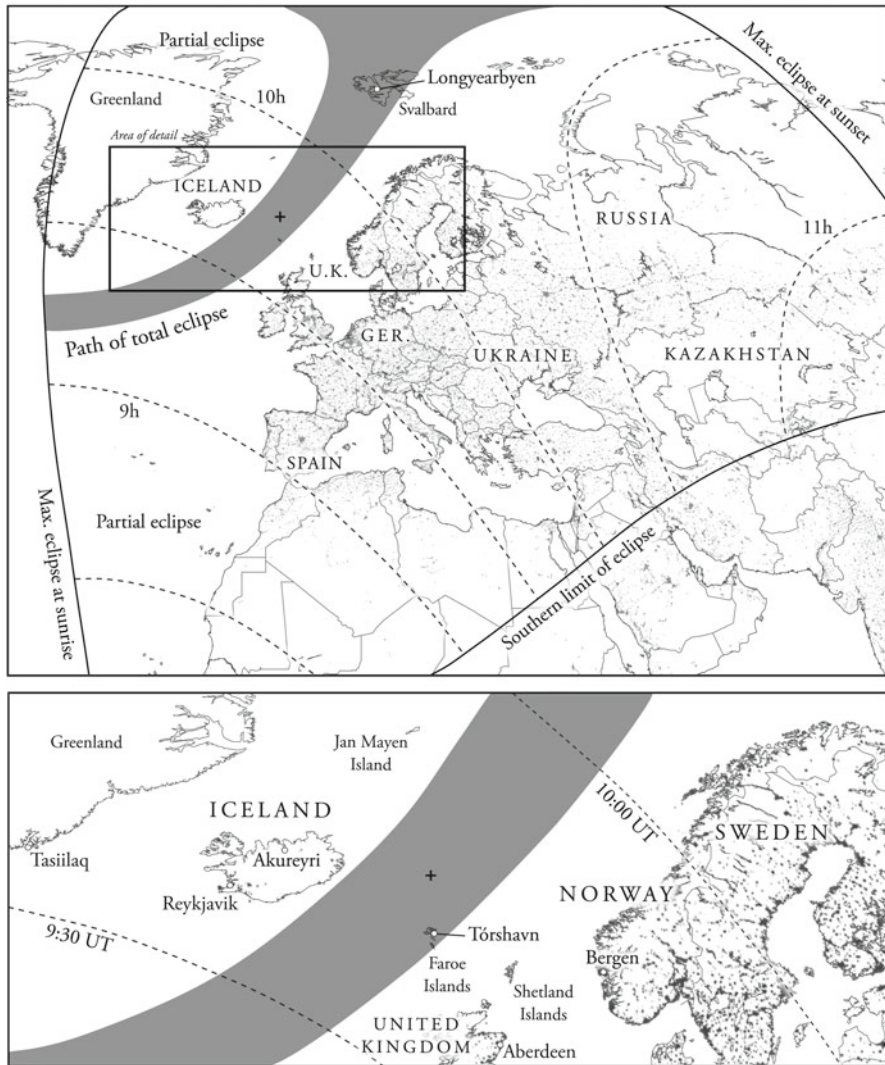 Partial eclipse
Longyearbyen
Svalbard
10h
Greenland
Area of detail
Max. eclipse at sunset
ICELAND
RUSSIA
11h
U.K.
Path of total eclipse
GER.
UKRAINE
KAZAKHSTAN
9h
SPAIN
Partial eclipse
Max. eclipse at sunrise
Southern limit of eclipse
Greenland
Jan Mayen
Island
ICELAND
10:00 UT
SWEDEN
Tasiilaq
Akureyri
Reykjavik
NORWAY
9:30 UT
Tórshavn
Bergen
Faroe
Islands
Shetland
Islands
UNITED
KINGDOM
Aberdeen